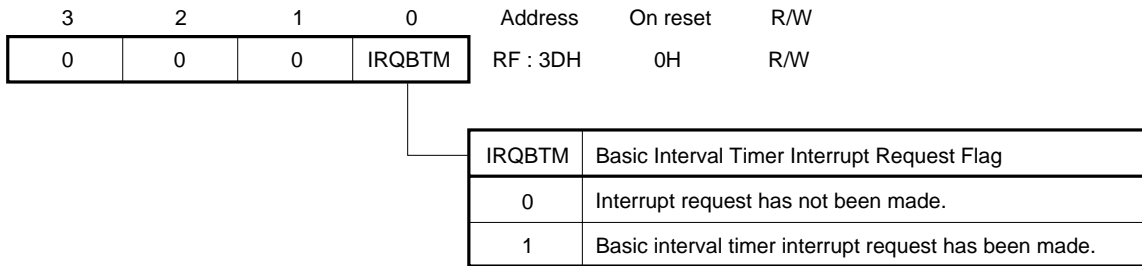 3 2 1 0 Address On reset R/W
0 0 0 IRQBTM RF : 3DH 0H R/W
IRQBTM Basic Interval Timer Interrupt Request Flag
0 Interrupt request has not been made.
1 Basic interval timer interrupt request has been made.